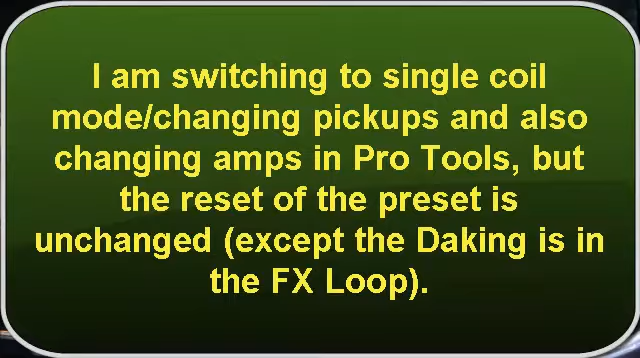 I am switching to single coil
mode/changing pickups and also
changing amps in Pro Tools, but
the reset of the preset is
unchanged (except the Daking is in
the FX Loop).